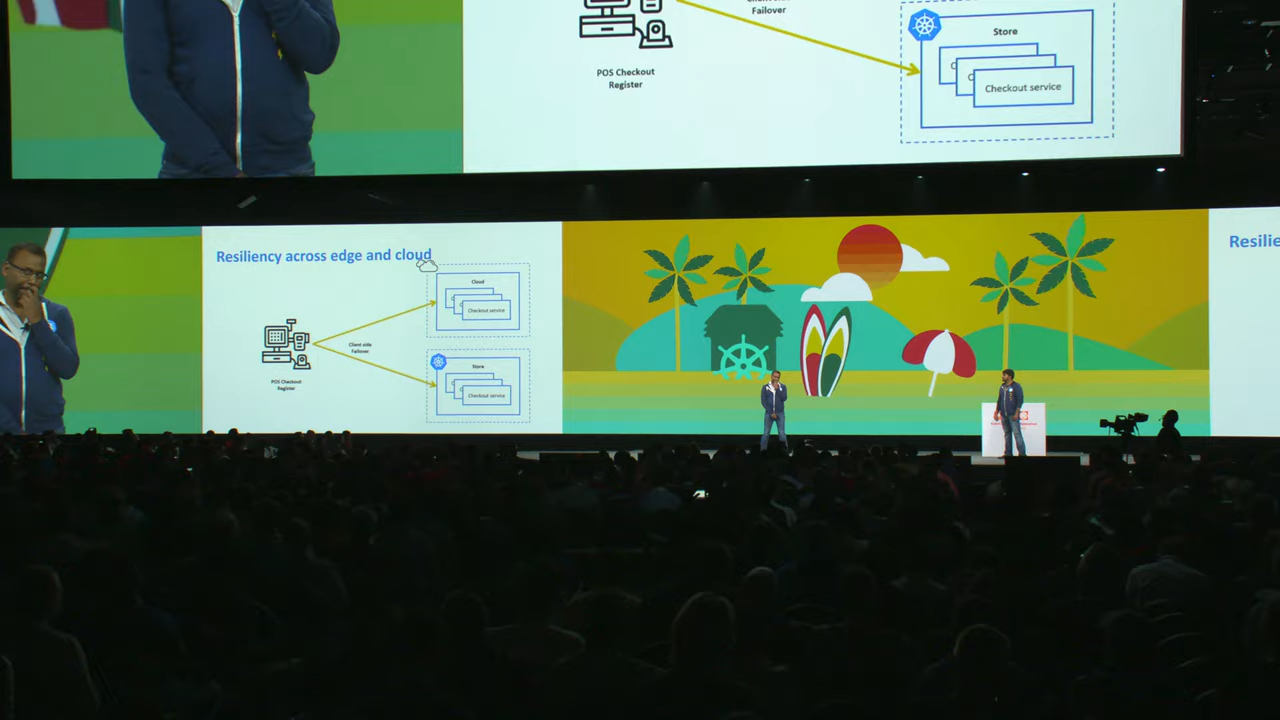 Failover
POS Checkout
Register
Store
Checkout service
Resiliency across edge and cloud
Cloud
Checkout service
Client side
Failover
POS Checkout
Register
Store
Checkout service